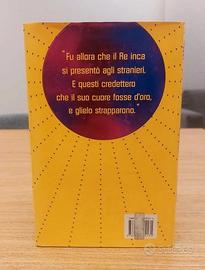 "Fu allora che il Re inca
si presentò agli stranieri.
E questi credettero
che il suo cuore fosse d'oro,
e glielo strapparono."